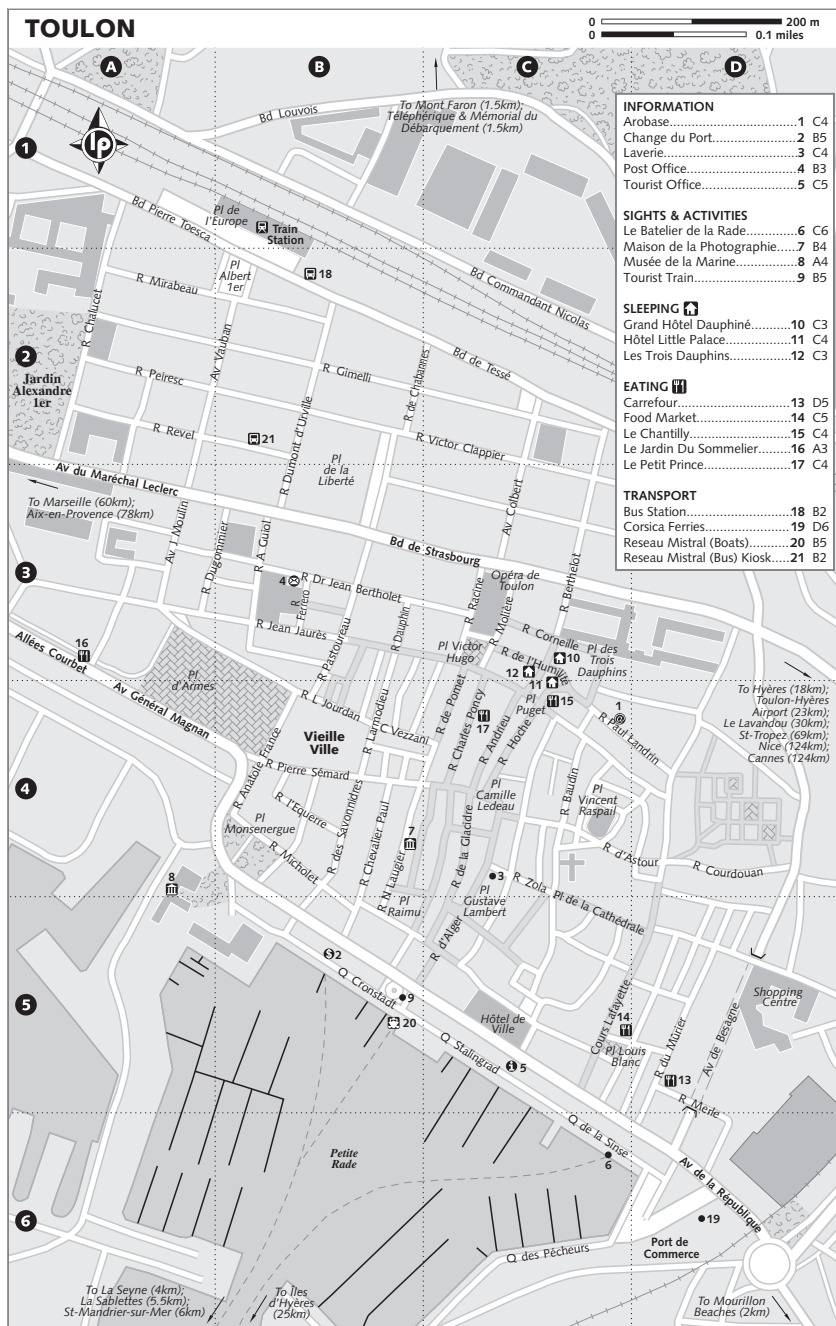 TOULON
0 200 m
0 0.1 miles
A
B
C
D
1
2
3
4
5
6
lp
INFORMATION
Arobase....................1 C4
Change du Port....................2 B5
Laverie....................3 C4
Post Office....................4 B3
Tourist Office....................5 C5
SIGHTS & ACTIVITIES
Le Batelier de la Rade....................6 C6
Maison de la Photographie....................7 B4
Musée de la Marine....................8 A4
Tourist Train....................9 B5
SLEEPING
Grand Hôtel Dauphiné....................10 C3
Hôtel Little Palace....................11 C4
Les Trois Dauphins....................12 C3
EATING
Carrefour....................13 D5
Food Market....................14 C5
Le Chantilly....................15 C4
Le Jardin Du Sommelier....................16 A3
Le Petit Prince....................17 C4
TRANSPORT
Bus Station....................18 B2
Corsica Ferries....................19 D6
Reseau Mistral (Boats)....................20 B5
Reseau Mistral (Bus) Kiosk.....21 B2
To Mont Faron (1.5km);
Téléphérique & Mémorial du
Débarquement (1.5km)
Bd Louvois
Bd Pierre Toesca
Pl de
l'Europe
Train
Station
Pl
Albert
1er
18
Bd Commandant Nicolas
R Mirabeau
R Chalucet
Av Vauban
Bd de Tessé
R de Chabannes
R Gimelli
R Peiresc
Jardin
Alexandre
1er
R Dumont d'Urville
R Revel
21
R Victor Clappier
Pl
de la
Liberté
Av du Maréchal Leclerc
To Marseille (60km);
Aix-en-Provence (78km)
Av J Moulin
R Dugommier
R A Guiol
Av Colbert
Bd de Strasbourg
4
R Dr Jean Bertholet
R Ferrero
R Jean Jaurès
R Dauphin
R Racine
R Molière
Opéra de
Toulon
R Berthelot
R Corneille
Pl des
Trois
Dauphins
Pl Victor
Hugo
R de l'Humilité
10
12
11
15
Pl
Puget
16
Allées Courbet
Pl
d'Armes
Av Général Magnan
R Pastoureau
R L Jourdan
R Larmodieu
C Vezzani
Vieille
Ville
R de Pomet
R Charles Poncy
17
R Andrieu
R Hoche
1
R Paul Landrin
To Hyères (18km);
Toulon-Hyères
Airport (23km);
Le Lavandou (30km);
St-Tropez (69km);
Nice (124km);
Cannes (124km)
R Anatole France
R Pierre Sémard
R l'Equerre
R des Savonnidres
R Chevalier Paul
Pl
Camille
Ledeau
R Baudin
Pl
Vincent
Raspail
Pl
Monsenergue
R Micholet
7
R N Laugier
R de la Glacidre
R d'Astour
R Courdouan
8
3
Pl
Gustave
Lambert
R Zola
Pl de la Cathédrale
Pl
Raimu
R d'Alger
2
Q Cronstadt
9
20
Hôtel de
Ville
Q Stalingrad
5
Cours Lafayette
14
Pl Louis
Blanc
R du Mûrier
Av de Besagne
Shopping
Centre
13
R Merle
Q de la Sinse
6
Petite
Rade
Av de la République
19
Port de
Commerce
Q des Pécheurs
To La Seyne (4km);
La Sablettes (5.5km);
St-Mandrier-sur-Mer (6km)
To Îles
d'Hyères
(25km)
To Mourillon
Beaches (2km)